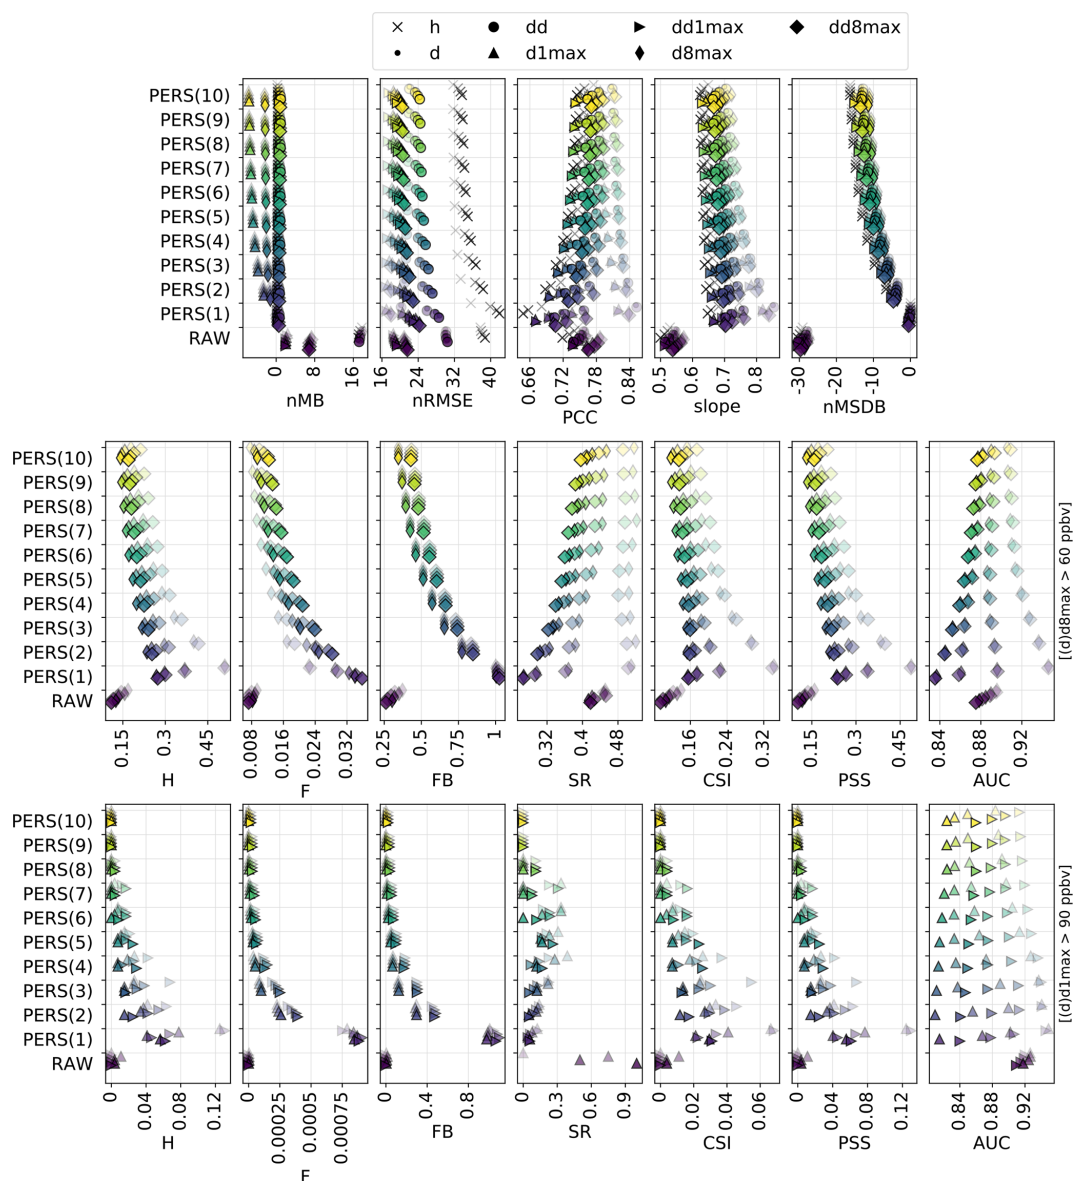 h dd dd1max dd8max
d d1max d8max
PERS(10)
PERS(9)
PERS(8)
PERS(7)
PERS(6)
PERS(5)
PERS(4)
PERS(3)
PERS(2)
PERS(1)
RAW
0 8 16
nMB
16 24 32 40
nRMSE
0.66 0.72 0.78 0.84
PCC
0.5 0.6 0.7 0.8
slope
-30 -20 -10 0
nMSDB
PERS(10)
PERS(9)
PERS(8)
PERS(7)
PERS(6)
PERS(5)
PERS(4)
PERS(3)
PERS(2)
PERS(1)
RAW
0.15 0.3 0.45
H
0.008 0.016 0.024 0.032
F
0.25 0.5 0.75 1
FB
0.32 0.4 0.48
SR
0.16 0.24 0.32
CSI
0.15 0.3 0.45
PSS
0.84 0.88 0.92
AUC
[(d)d8max > 60 ppbv]
PERS(10)
PERS(9)
PERS(8)
PERS(7)
PERS(6)
PERS(5)
PERS(4)
PERS(3)
PERS(2)
PERS(1)
RAW
0 0.04 0.08 0.12
H
0 0.00025 0.0005 0.00075
F
0 0.4 0.8
FB
0 0.3 0.6 0.9
SR
0 0.02 0.04 0.06
CSI
0 0.04 0.08 0.12
PSS
0.84 0.88 0.92
AUC
[(d)d1max > 90 ppbv]